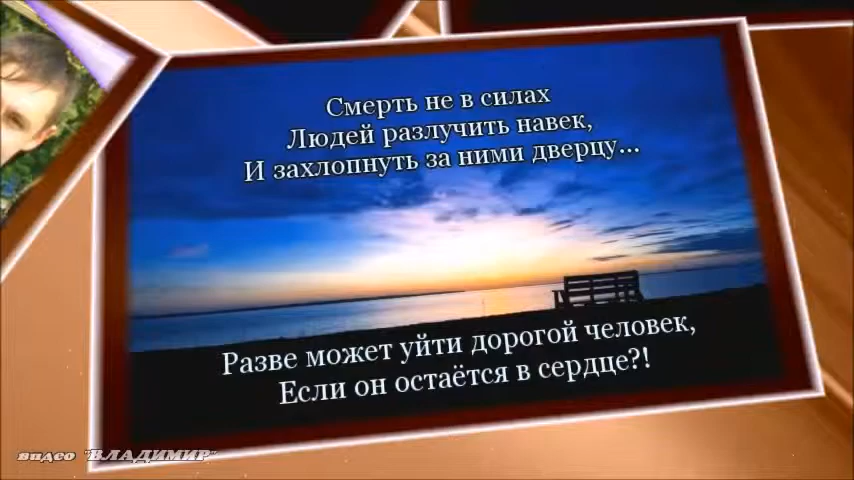 Смерть не в силах
Людей разлучить навек,
И захлопнуть за ними дверцу...
Разве может уйти дорогой человек,
Если он остаётся в сердце?!
видео "ВЛАДИМИР"